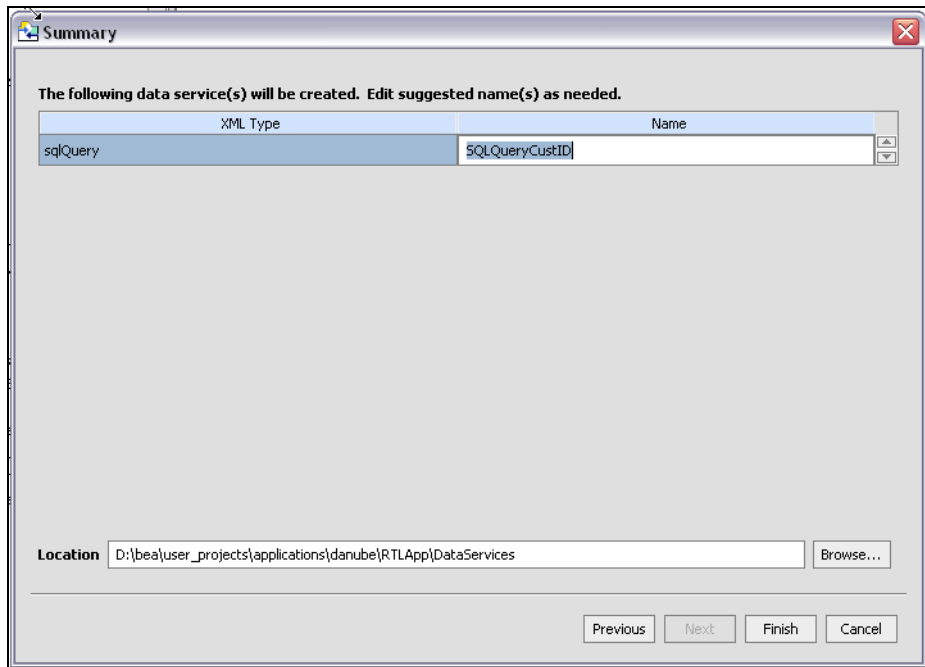 Summary
The following data service(s) will be created. Edit suggested name(s) as needed.
XML Type Name
sqlQuery SQLQueryCustID
Location D:\bea\user_projects\applications\danube\RTLApp\DataServices Browse...
Previous Next Finish Cancel